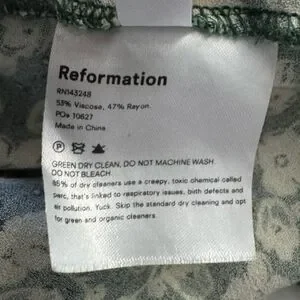 Reformation
RN143248
53% Viscose, 47% Rayon.
PO# 10627
Made in China
P
GREEN DRY CLEAN, DO NOT MACHINE WASH.
DO NOT BLEACH
85% of dry cleaners use a creepy, toxic chemical called
perc, that's linked to respiratory issues, birth defects and
air pollution. Yuck. Skip the standard dry cleaning and opt
for green and organic cleaners.